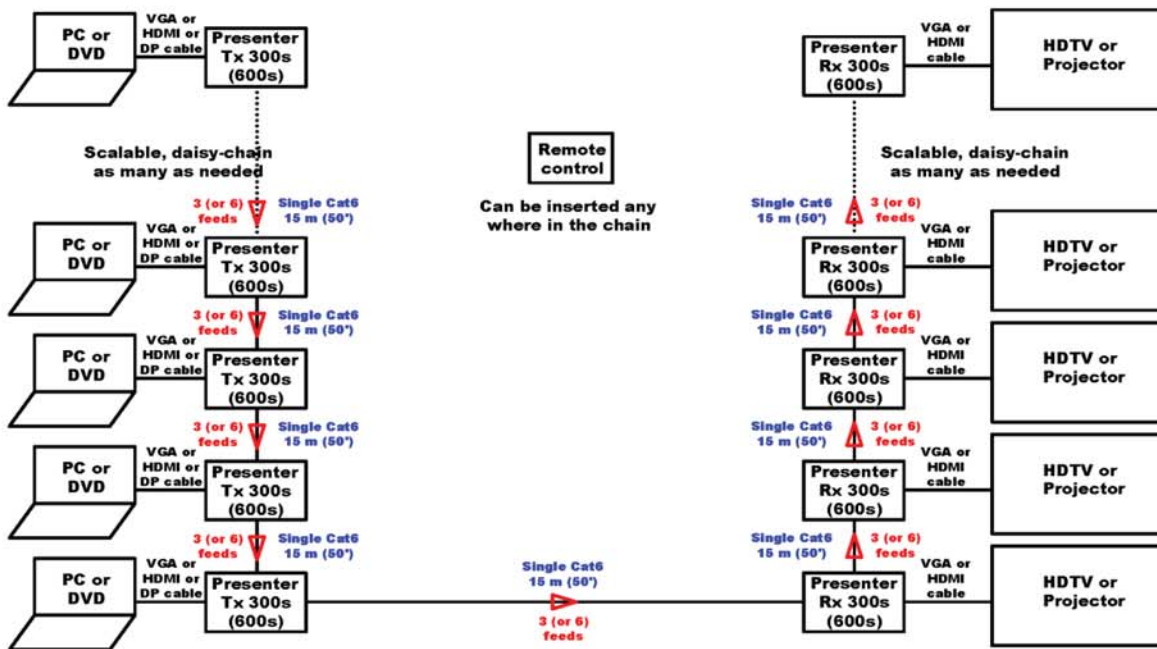 PC or
DVD
VGA or
HDMI or
DP cable
Presenter
Tx 300s
(600s)
Presenter
Rx 300s
(600s)
VGA or
HDMI
cable
HDTV or
Projector
Scalable, daisy-chain
as many as needed
Remote
control
Can be inserted any
where in the chain
Scalable, daisy-chain
as many as needed
3 (or 6)
feeds
Single Cat6
15 m (50')
Single Cat6
15 m (50')
3 (or 6)
feeds
PC or
DVD
VGA or
HDMI or
DP cable
Presenter
Tx 300s
(600s)
Presenter
Rx 300s
(600s)
VGA or
HDMI
cable
HDTV or
Projector
3 (or 6)
feeds
Single Cat6
15 m (50')
Single Cat6
15 m (50')
3 (or 6)
feeds
PC or
DVD
VGA or
HDMI or
DP cable
Presenter
Tx 300s
(600s)
Presenter
Rx 300s
(600s)
VGA or
HDMI
cable
HDTV or
Projector
3 (or 6)
feeds
Single Cat6
15 m (50')
Single Cat6
15 m (50')
3 (or 6)
feeds
PC or
DVD
VGA or
HDMI or
DP cable
Presenter
Tx 300s
(600s)
Presenter
Rx 300s
(600s)
VGA or
HDMI
cable
HDTV or
Projector
3 (or 6)
feeds
Single Cat6
15 m (50')
Single Cat6
15 m (50')
3 (or 6)
feeds
PC or
DVD
VGA or
HDMI or
DP cable
Presenter
Tx 300s
(600s)
Single Cat6
15 m (50')
3 (or 6)
feeds
Presenter
Rx 300s
(600s)
VGA or
HDMI
cable
HDTV or
Projector